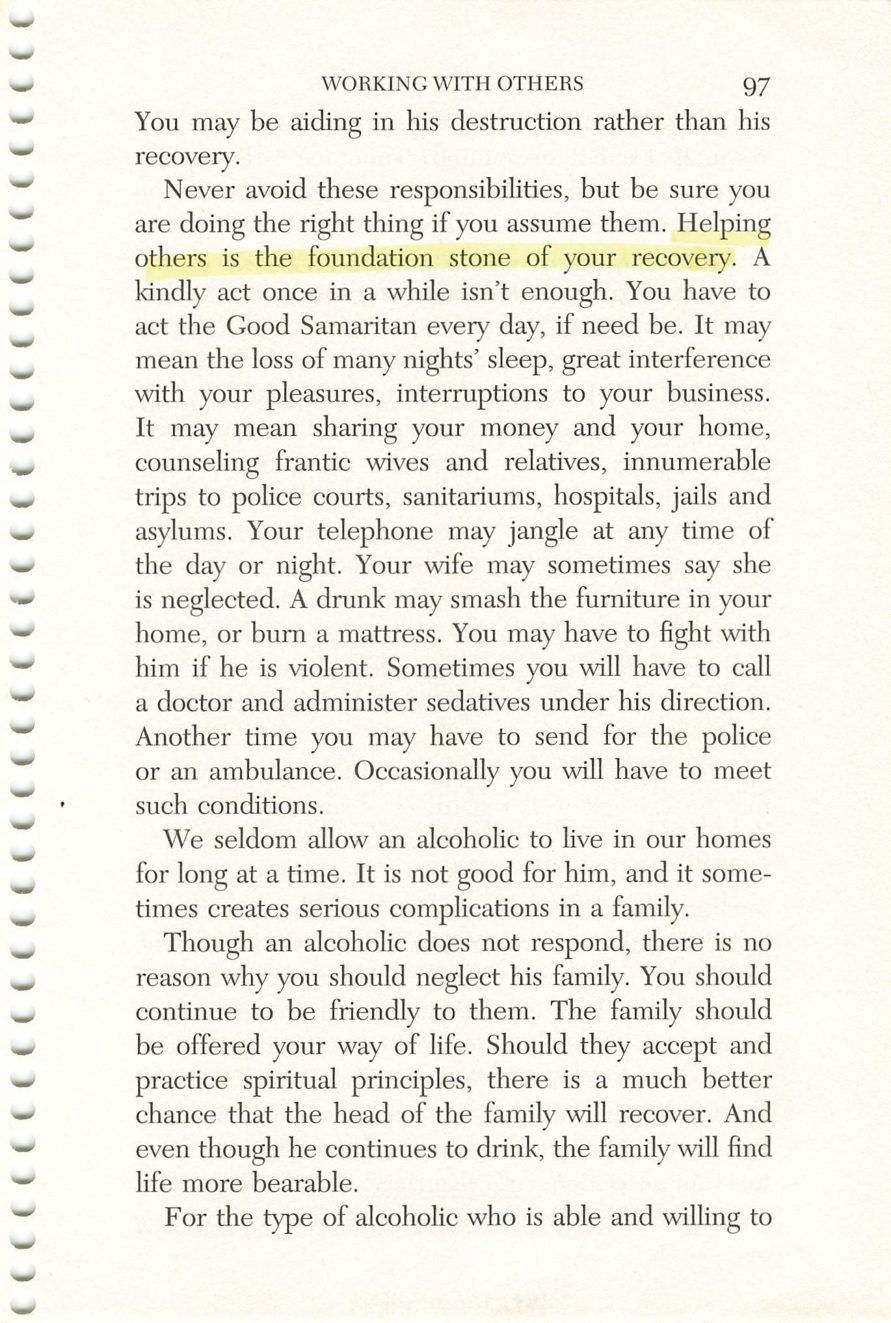 WORKING WITH OTHERS 97
You may be aiding in his destruction rather than his
recovery.
Never avoid these responsibilities, but be sure you
are doing the right thing if you assume them. Helping
others is the foundation stone of your recovery. A
kindly act once in a while isn’t enough. You have to
act the Good Samaritan every day, if need be. It may
mean the loss of many nights’ sleep, great interference
with your pleasures, interruptions to your business.
It may mean sharing your money and your home,
counseling frantic wives and relatives, innumerable
trips to police courts, sanitariums, hospitals, jails and
asylums. Your telephone may jangle at any time of
the day or night. Your wife may sometimes say she
is neglected. A drunk may smash the furniture in your
home, or burn a mattress. You may have to fight with
him if he is violent. Sometimes you will have to call
a doctor and administer sedatives under his direction.
Another time you may have to send for the police
or an ambulance. Occasionally you will have to meet
such conditions.
We seldom allow an alcoholic to live in our homes
for long at a time. It is not good for him, and it some-
times creates serious complications in a family.
Though an alcoholic does not respond, there is no
reason why you should neglect his family. You should
continue to be friendly to them. The family should
be offered your way of life. Should they accept and
practice spiritual principles, there is a much better
chance that the head of the family will recover. And
even though he continues to drink, the family will find
life more bearable.
For the type of alcoholic who is able and willing to